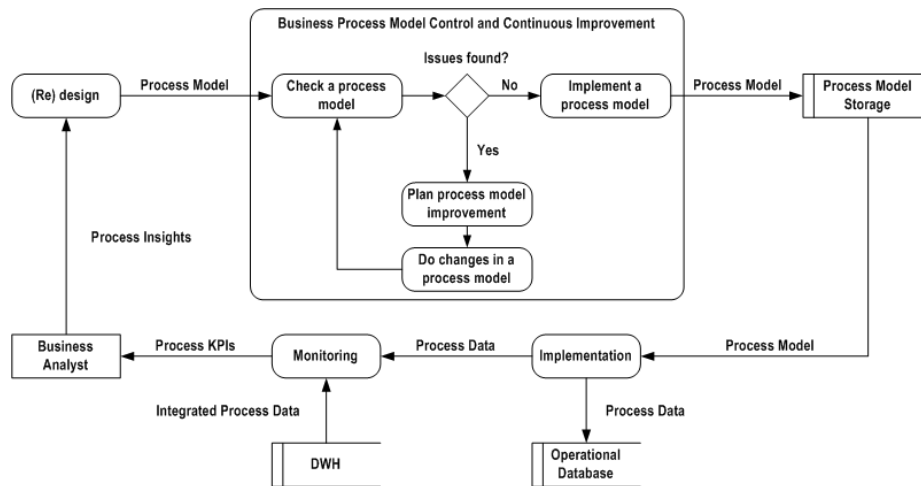 Business Process Model Control and Continuous Improvement
Issues found?
(Re) design
Process Model
Check a process
model
No
Implement a
process model
Process Model
Process Model
Storage
Yes
Plan process model
improvement
Process Insights
Do changes in a
process model
Business
Analyst
Process KPIs
Monitoring
Process Data
Implementation
Process Model
Integrated Process Data
Process Data
DWH
Operational
Database